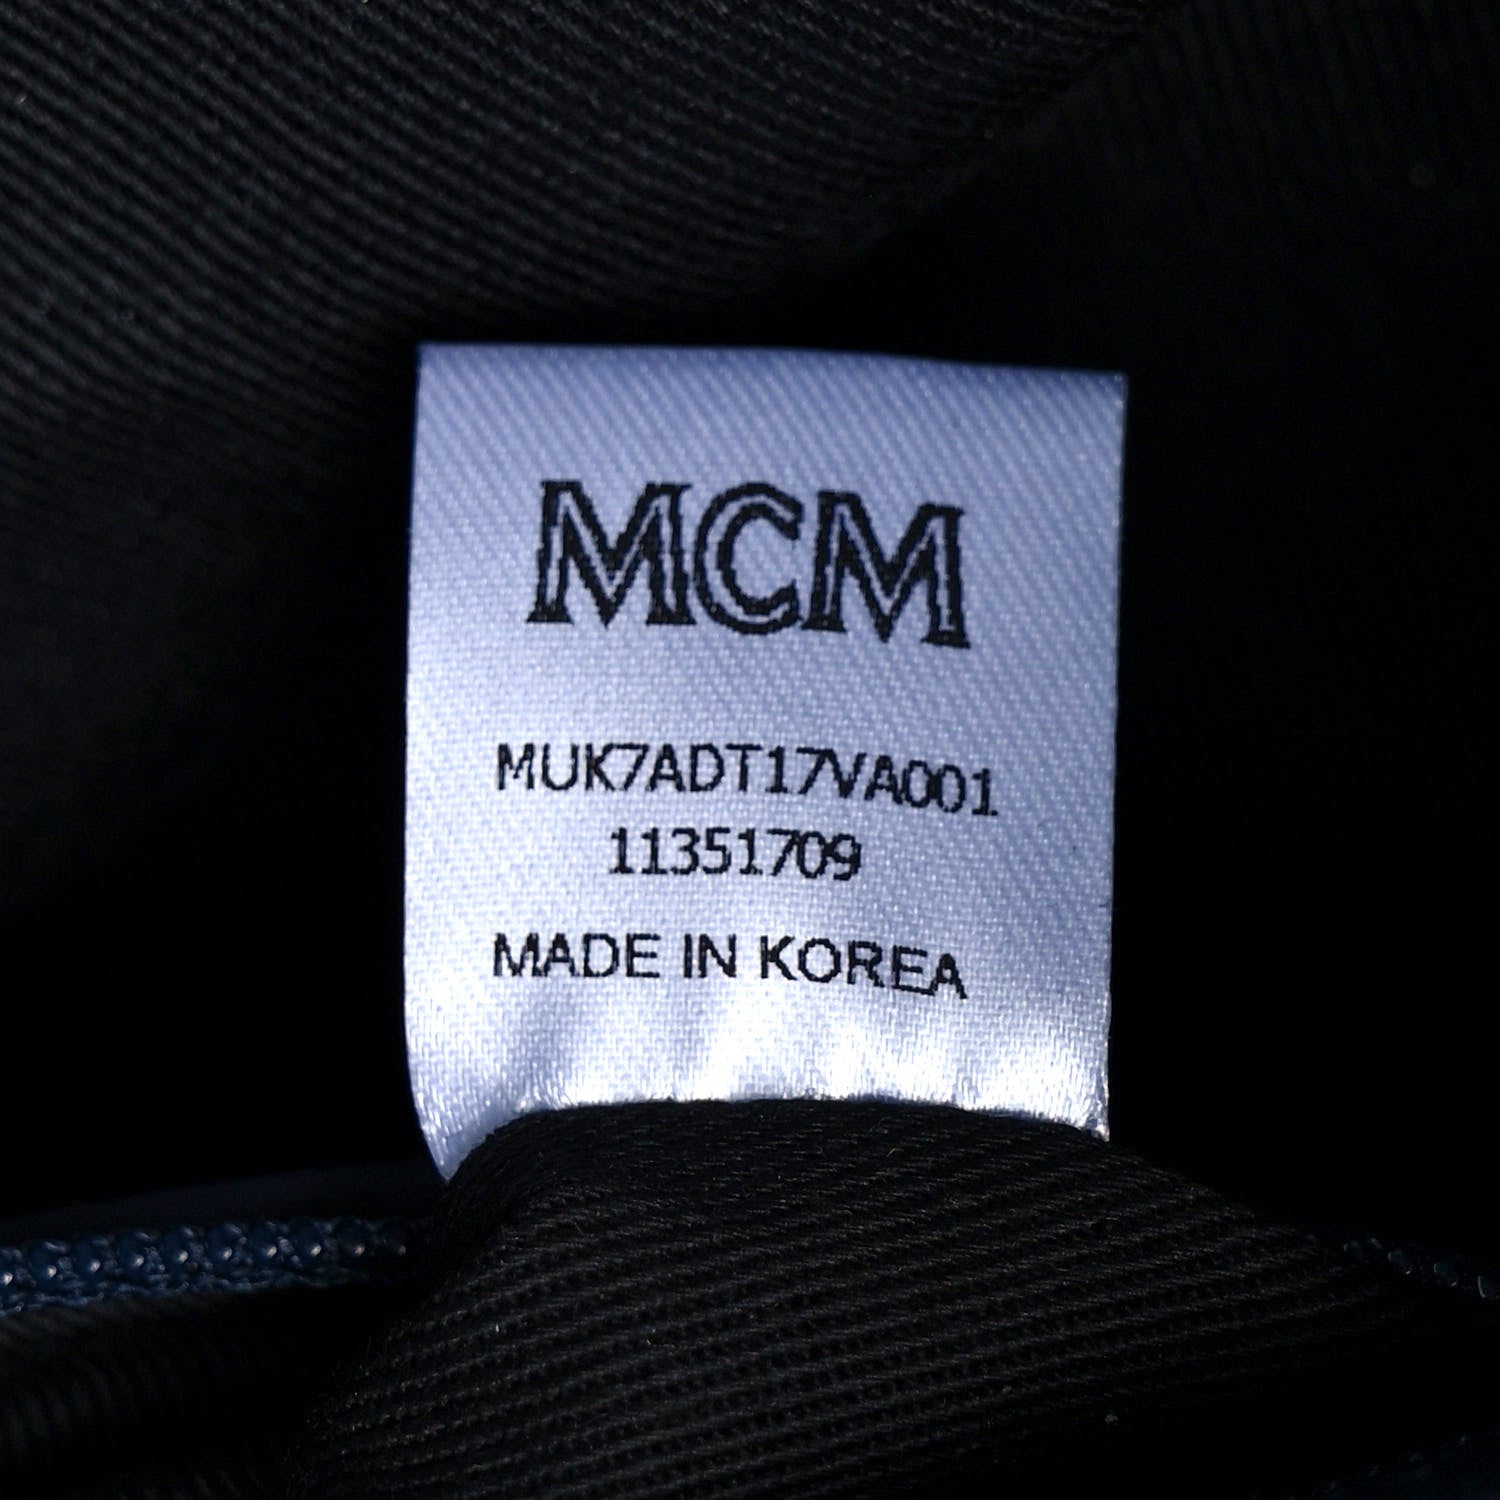 MCM
MUK7ADT17VA001
11351709
MADE IN KOREA